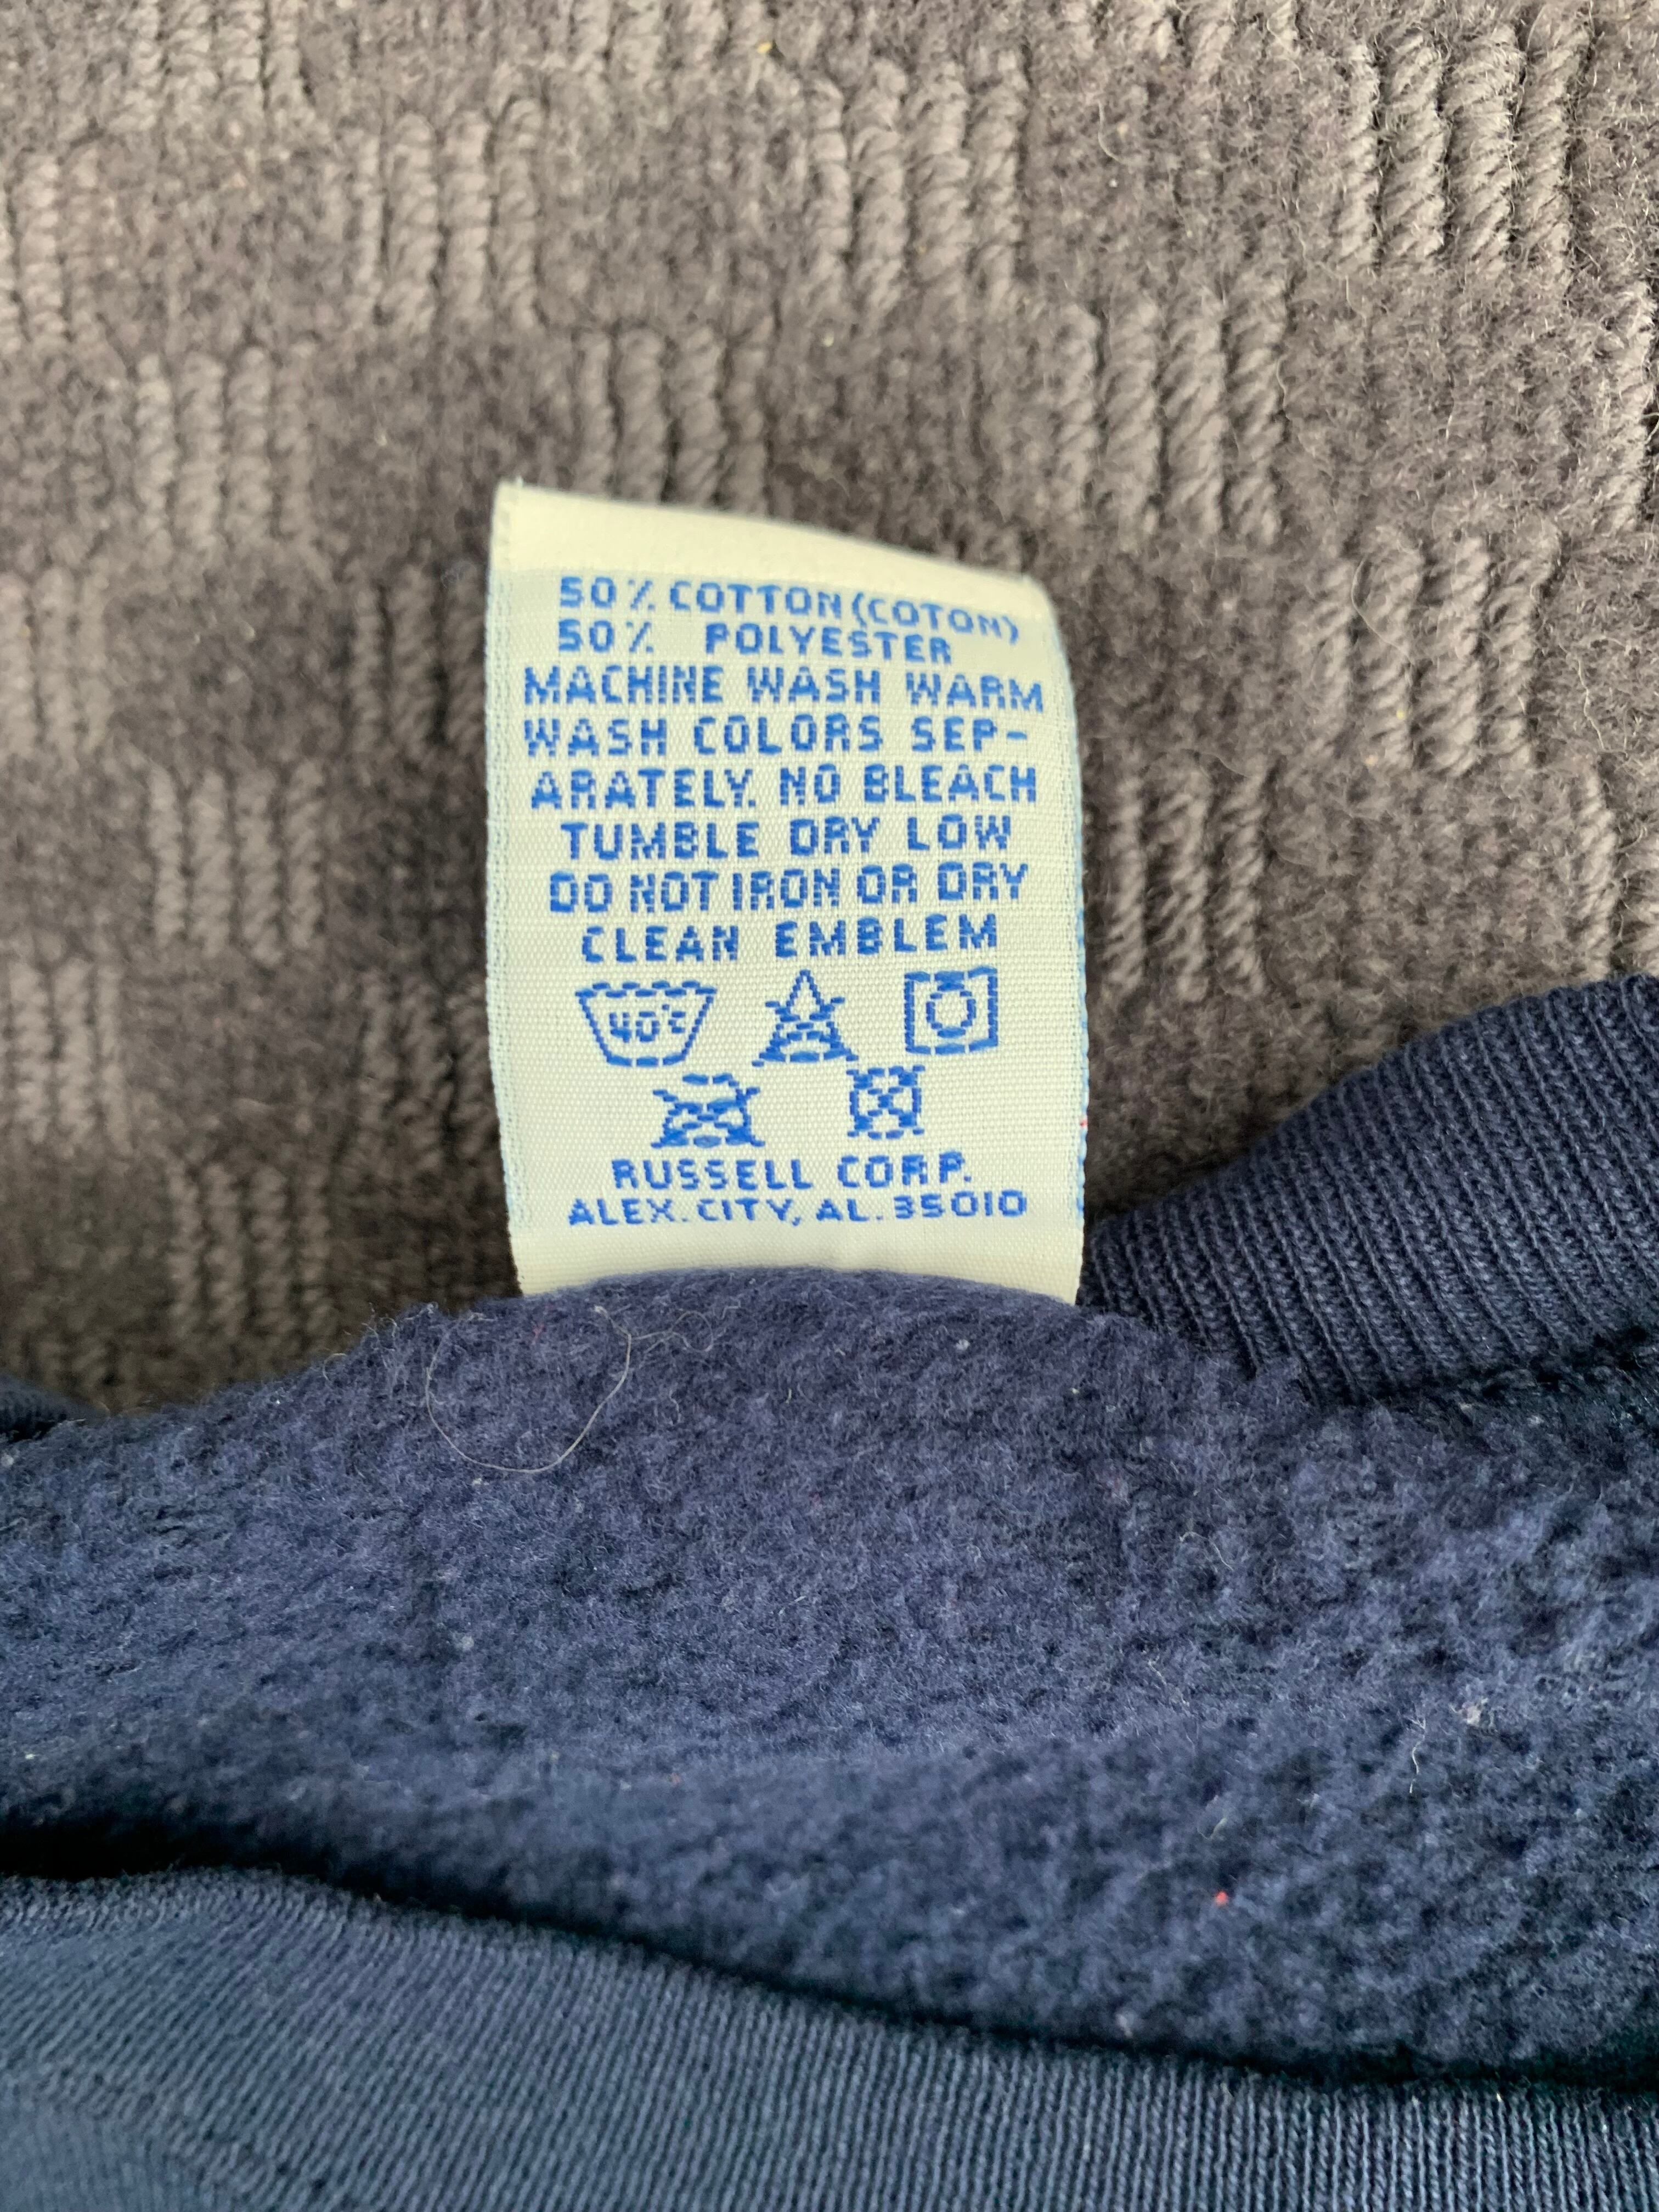 50% COTTON (COTON)
50% POLYESTER
MACHINE WASH WARM
WASH COLORS SEP-
ARATELY. NO BLEACH
TUMBLE DRY LOW
DO NOT IRON OR DRY
CLEAN EMBLEM
40°C
RUSSELL CORP.
ALEX. CITY, AL. 35010